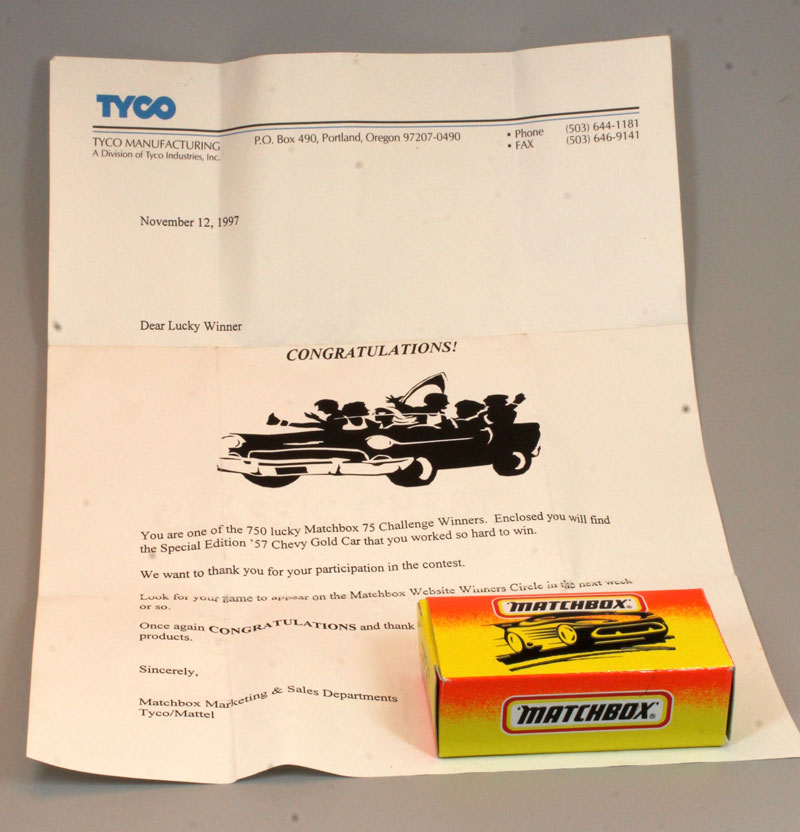 TYCO
TYCO MANUFACTURING
A Division of Tyco Industries, Inc.
P.O. Box 490, Portland, Oregon 97207-0490
• Phone (503) 644-1181
• FAX (503) 646-9141
November 12, 1997
Dear Lucky Winner
CONGRATULATIONS!
You are one of the 750 lucky Matchbox 75 Challenge Winners. Enclosed you will find
the Special Edition '57 Chevy Gold Car that you worked so hard to win.
We want to thank you for your participation in the contest.
Look for your name to appear on the Matchbox Website Winners Circle in the next week
or so.
Once again CONGRATULATIONS and thank
products.
Sincerely,
Matchbox Marketing & Sales Departments
Tyco/Mattel
MATCHBOX®
"MATCHBOX"®